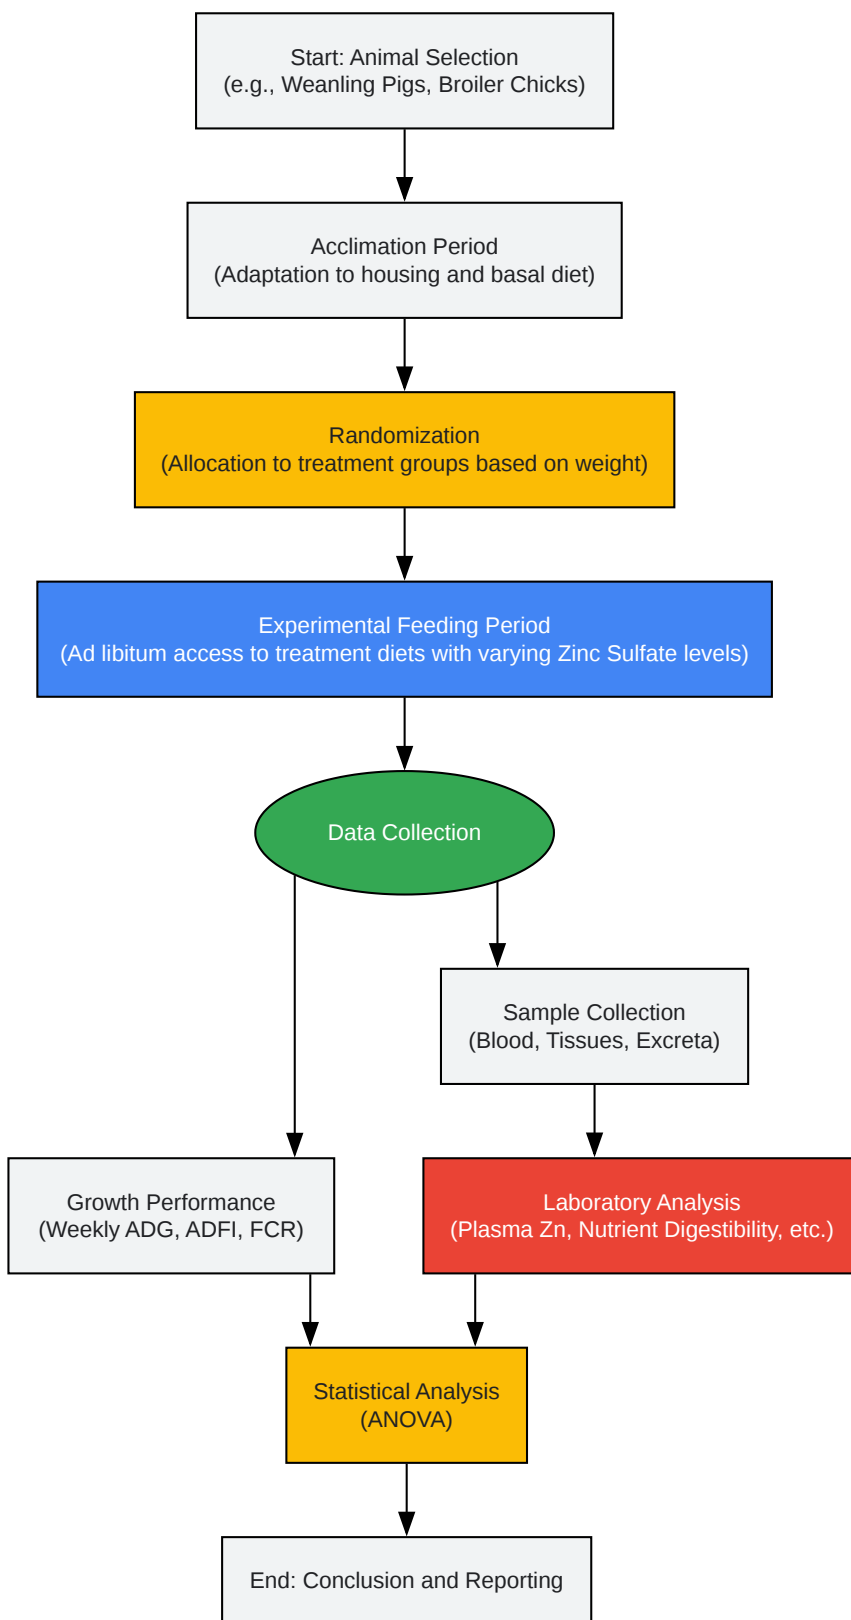 Start: Animal Selection
(e.g., Weanling Pigs, Broiler Chicks)
Acclimation Period
(Adaptation to housing and basal diet)
Randomization
(Allocation to treatment groups based on weight)
Experimental Feeding Period
(Ad libitum access to treatment diets with varying Zinc Sulfate levels)
Data Collection
Sample Collection
(Blood, Tissues, Excreta)
Growth Performance
(Weekly ADG, ADFI, FCR)
Laboratory Analysis
(Plasma Zn, Nutrient Digestibility, etc.)
Statistical Analysis
(ANOVA)
End: Conclusion and Reporting